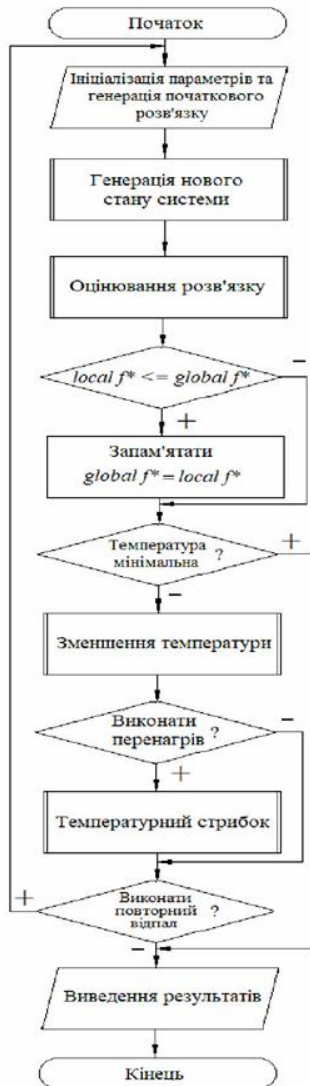 Початок
Ініціалізація параметрів та
генерація початкового
розв'язку
Генерація нового
стану системи
Оцінювання розв'язку
local f* <= global f*
−
+
Запам'ятати
global f* = local f*
Температура
мінімальна ?
+
−
Зменшення температури
Виконати
перенагрів ?
−
+
Температурний стрибок
Виконати
повторний ?
відпал
+
−
Виведення результатів
Кінець